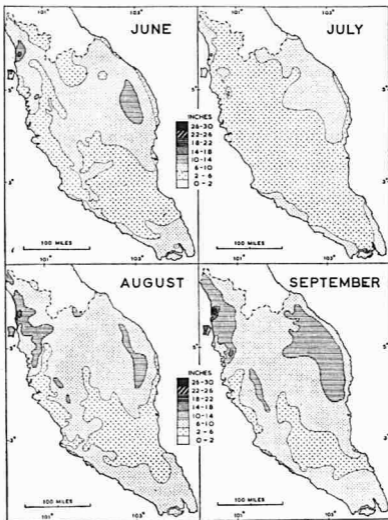 101° 103°
JUNE
5°
3°
100 MILES
101° 103°
JULY
5°
3°
100 MILES
INCHES
26-30
22-26
18-22
14-18
10-14
6-10
2-6
0-2
AUGUST
3°
100 MILES
101° 103°
SEPTEMBER
5°
3°
100 MILES
101° 103°
INCHES
26-30
22-26
18-22
14-18
10-14
6-10
2-6
0-2